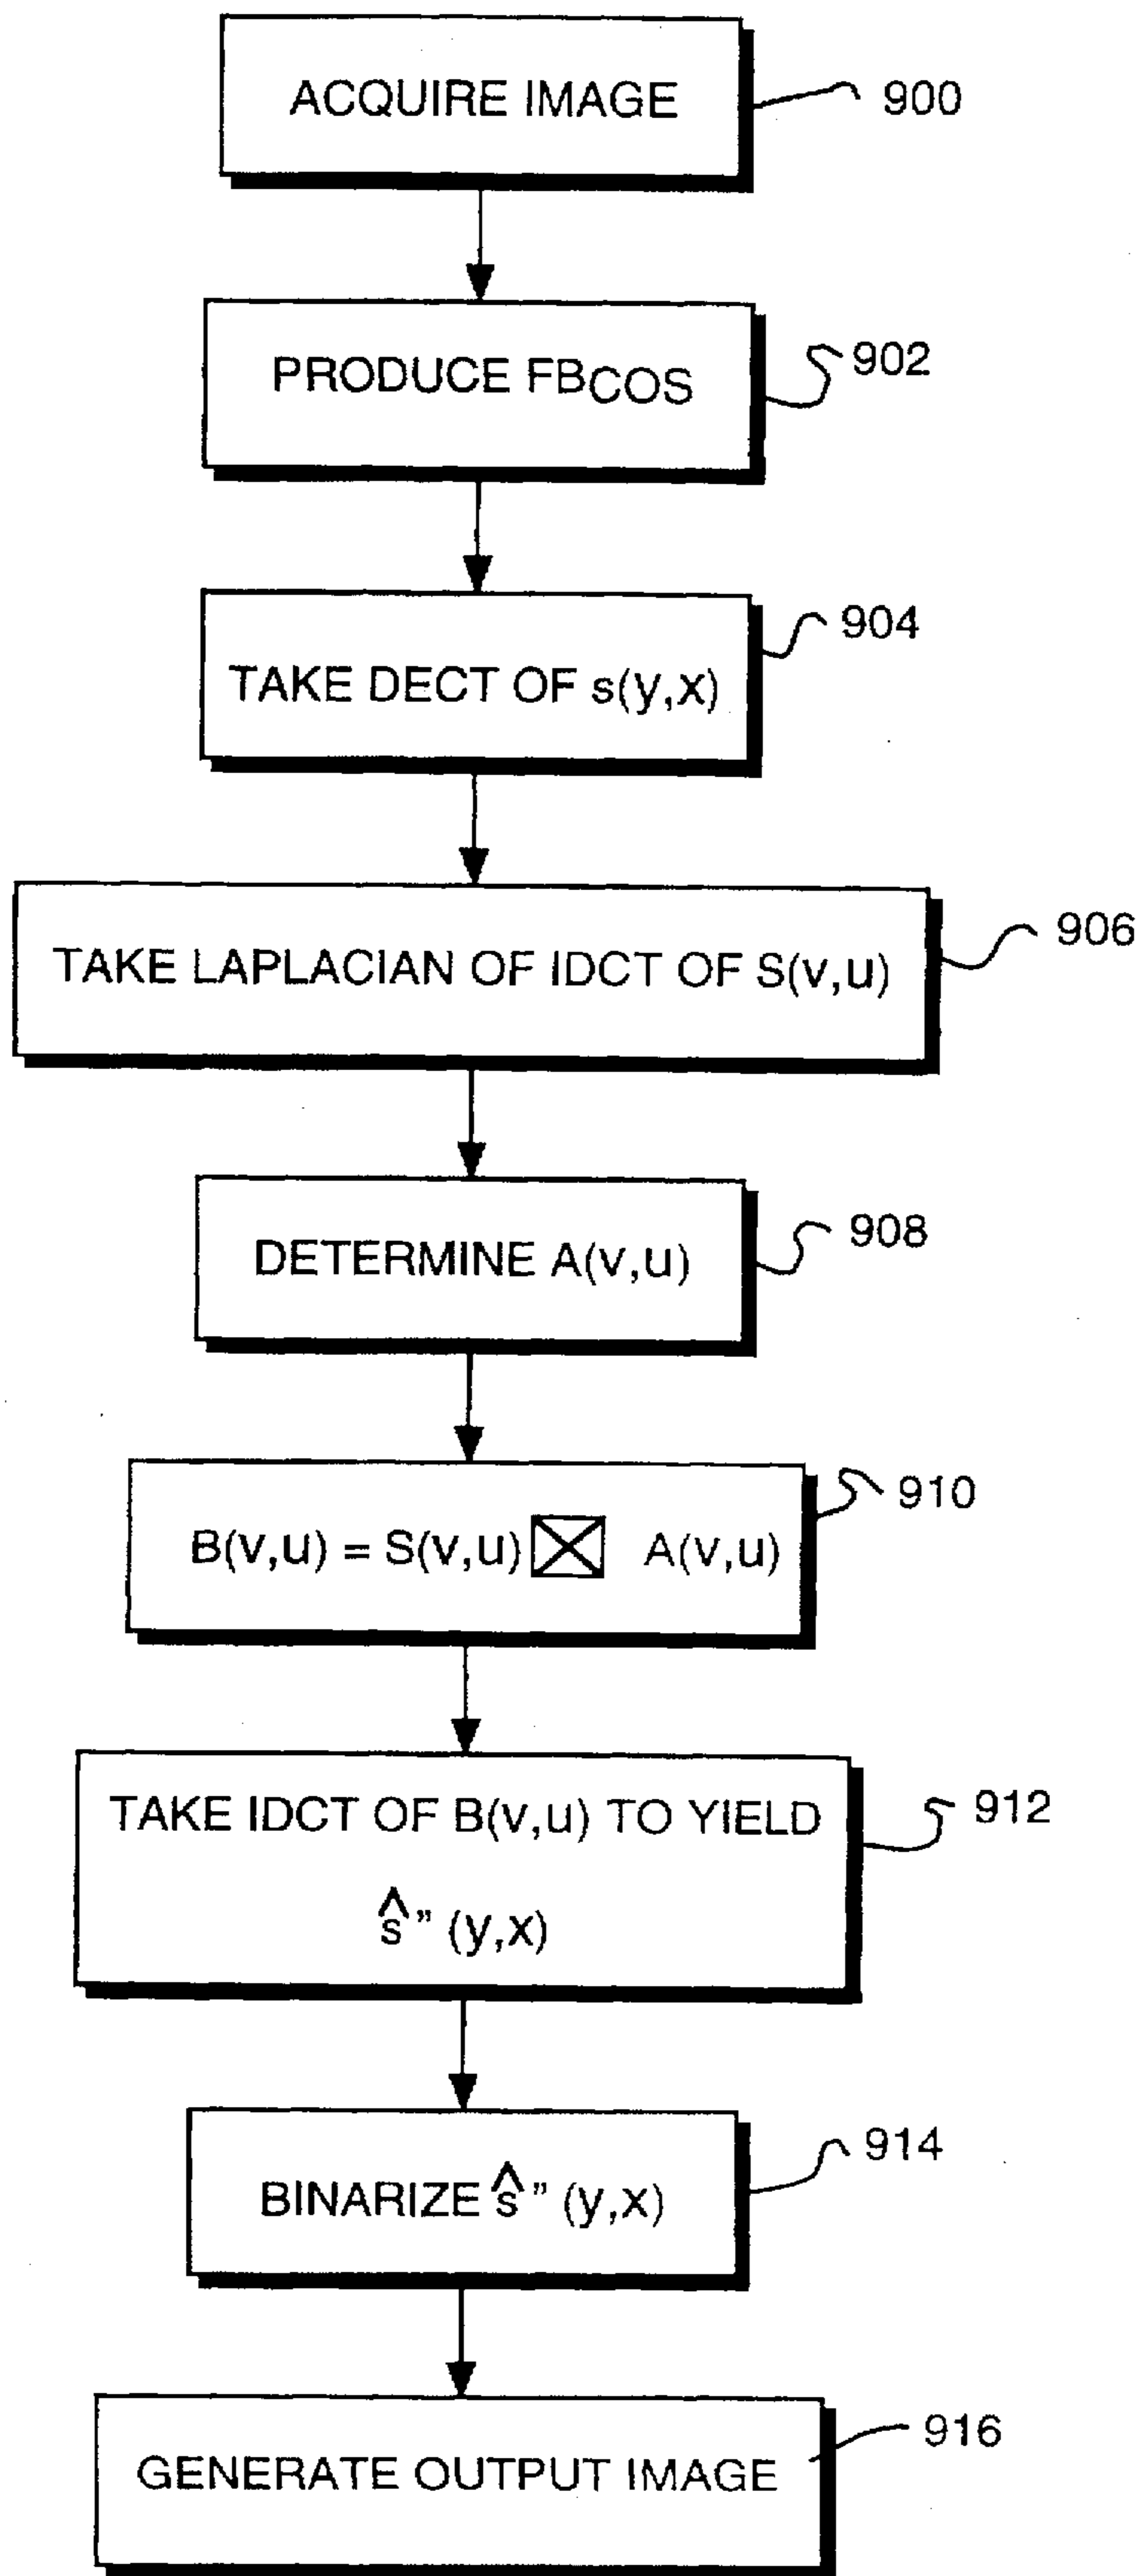 ACQUIRE IMAGE
900
PRODUCE FBCOS
902
TAKE DECT OF s(y,x)
904
TAKE LAPLACIAN OF IDCT OF S(v,u)
906
DETERMINE A(v,u)
908
B(v,u) = S(v,u) ⊠ A(v,u)
910
TAKE IDCT OF B(v,u) TO YIELD
ŝ” (y,x)
912
BINARIZE ŝ” (y,x)
914
GENERATE OUTPUT IMAGE
916